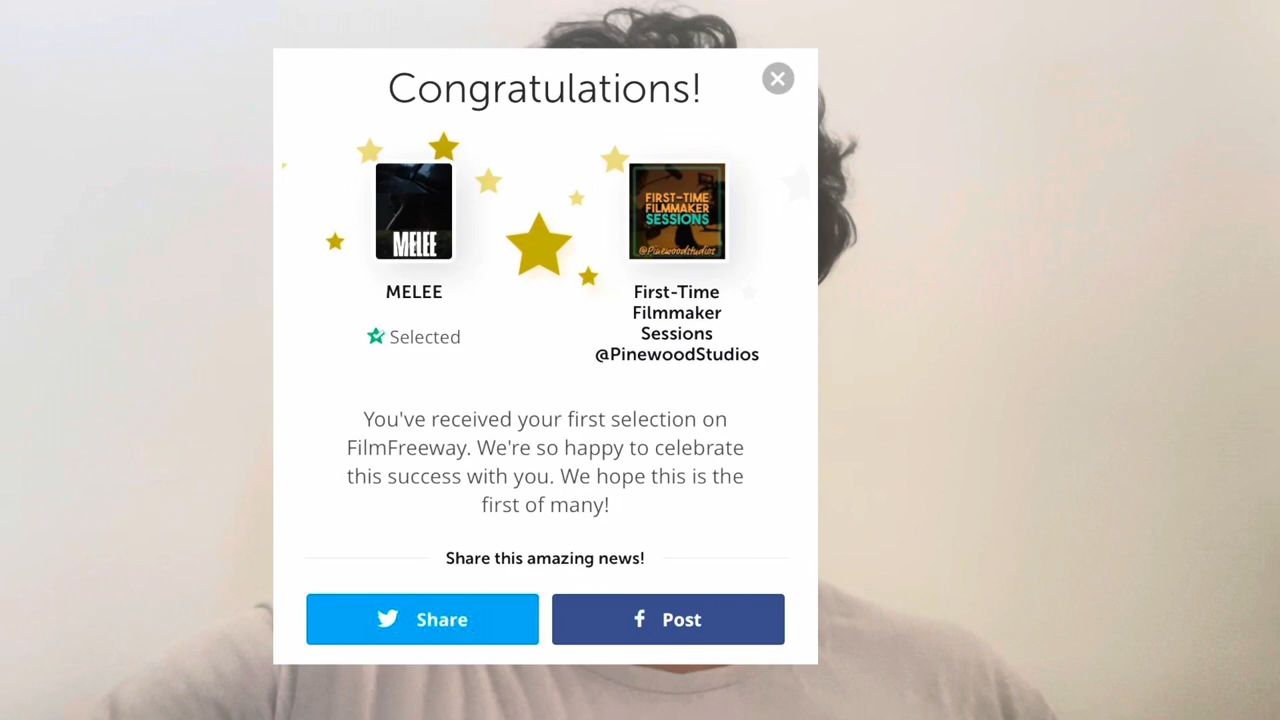 Congratulations!
MELEE
FIRST-TIME
FILMMAKER
SESSIONS
@Pinewoodstudios
MELEE
Selected
First-Time
Filmmaker
Sessions
@PinewoodStudios
You've received your first selection on
FilmFreeway. We're so happy to celebrate
this success with you. We hope this is the
first of many!
Share this amazing news!
Share
Post